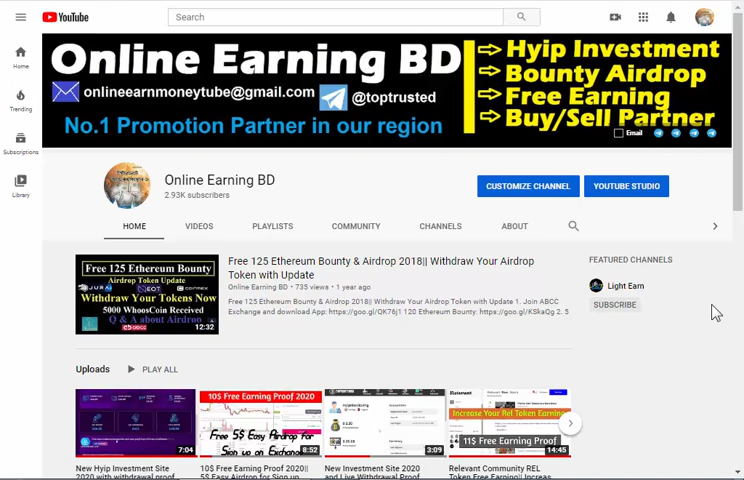 YouTube
Search
Home
Trending
Subscriptions
Library
Online Earning BD
onlineearnmoneytube@gmail.com
@toptrusted
No.1 Promotion Partner in our region
Hyip Investment
Bounty Airdrop
Free Earning
Buy/Sell Partner
Email
Online Earning BD
2.93K subscribers
CUSTOMIZE CHANNEL
YOUTUBE STUDIO
HOME
VIDEOS
PLAYLISTS
COMMUNITY
CHANNELS
ABOUT
Free 125 Ethereum Bounty
Airdrop Token Update
Withdraw Your Tokens Now
5000 WhoosCoin Received
Q & A about Airdrop
12:32
Free 125 Ethereum Bounty & Airdrop 2018|| Withdraw Your Airdrop
Token with Update
Online Earning BD • 735 views • 1 year ago
Free 125 Ethereum Bounty & Airdrop 2018|| Withdraw Your Airdrop Token with Update 1. Join ABCC
Exchange and download App: https://goo.gl/QK76j1 120 Ethereum Bounty: https://goo.gl/KSkaQg 2. 5
FEATURED CHANNELS
Light Earn
SUBSCRIBE
Uploads
PLAY ALL
7:04
10$ Free Earning Proof 2020
Free 5$ Easy Airdrop for
Sign up on Exchange
8:52
3:09
Statement
Increase Your Rel Token Earning
11$ Free Earning Proof
14:45
New Hyip Investment Site
2020 with withdrawal proof
10$ Free Earning Proof 2020||
5$ Easy Airdrop for Sign up
New Investment Site 2020
and Live Withdrawal Proof
Relevant Community REL
Token Free Earning|| Increas